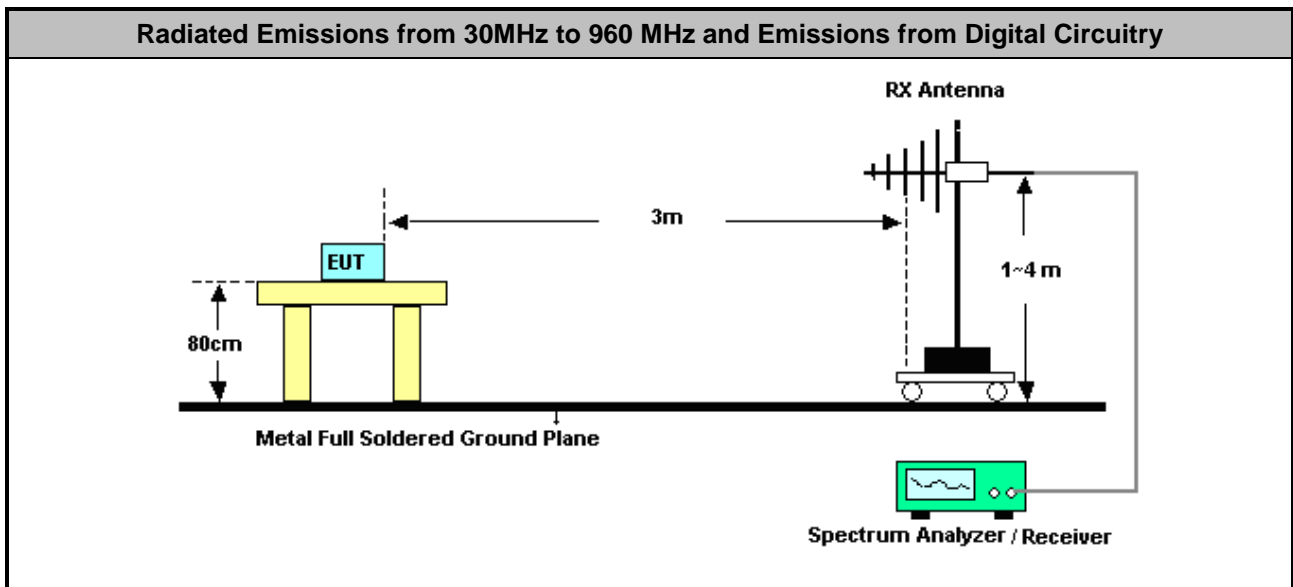 Radiated Emissions from 30MHz to 960 MHz and Emissions from Digital Circuitry
RX Antenna
3m
EUT
1~4 m
80cm
Metal Full Soldered Ground Plane
Spectrum Analyzer / Receiver